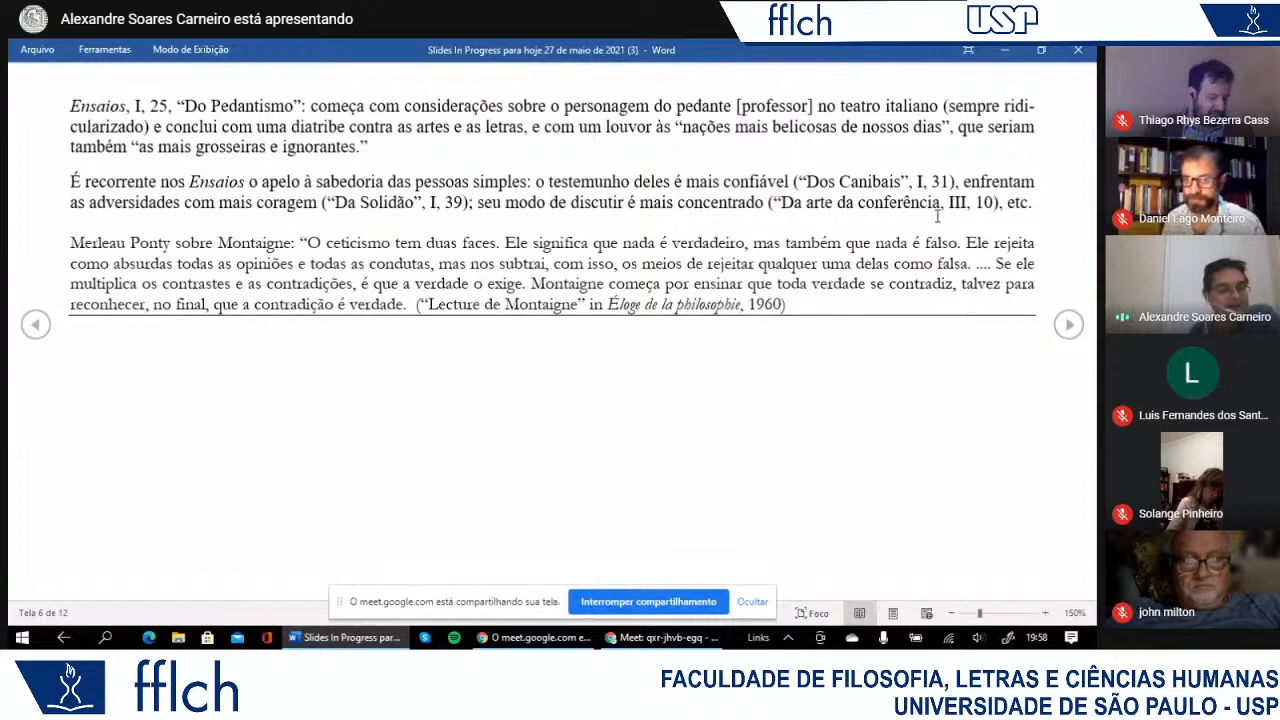 Alexandre Soares Carneiro está apresentando
fflch
USP
Arquivo Ferramentas Modo de Exibição
Slides In Progress para hoje 27 de maio de 2021 (3) - Word
Ensaios, I, 25, “Do Pedantismo”: começa com considerações sobre o personagem do pedante [professor] no teatro italiano (sempre ridi-
cularizado) e conclui com uma diatribe contra as artes e as letras, e com um louvor às “nações mais belicosas de nossos dias”, que seriam
também “as mais grosseiras e ignorantes.”
É recorrente nos Ensaios o apelo à sabedoria das pessoas simples: o testemunho deles é mais confiável (“Dos Canibais”, I, 31), enfrentam
as adversidades com mais coragem (“Da Solidão”, I, 39); seu modo de discutir é mais concentrado (“Da arte da conferência, III, 10), etc.
Merleau Ponty sobre Montaigne: “O ceticismo tem duas faces. Ele significa que nada é verdadeiro, mas também que nada é falso. Ele rejeita
como absurdas todas as opiniões e todas as condutas, mas nos subtrai, com isso, os meios de rejeitar qualquer uma delas como falsa. .... Se ele
multiplica os contrastes e as contradições, é que a verdade o exige. Montaigne começa por ensinar que toda verdade se contradiz, talvez para
reconhecer, no final, que a contradição é verdade. (“Lecture de Montaigne” in Éloge de la philosophie, 1960)
Thiago Rhys Bezerra Cass
Daniel Lago Monteiro
Alexandre Soares Carneiro
L
Luis Fernandes dos Sant...
Solange Pinheiro
john milton
O meet.google.com está compartilhando sua tela. Interromper compartilhamento Ocultar
Tela 6 de 12
Foco
150%
Slides In Progress par...
O meet.google.com e...
Meet: qxr-jhvb-egq - ...
Links
19:58
fflch
FACULDADE DE FILOSOFIA, LETRAS E CIÊNCIAS HUMANAS
UNIVERSIDADE DE SÃO PAULO - USP